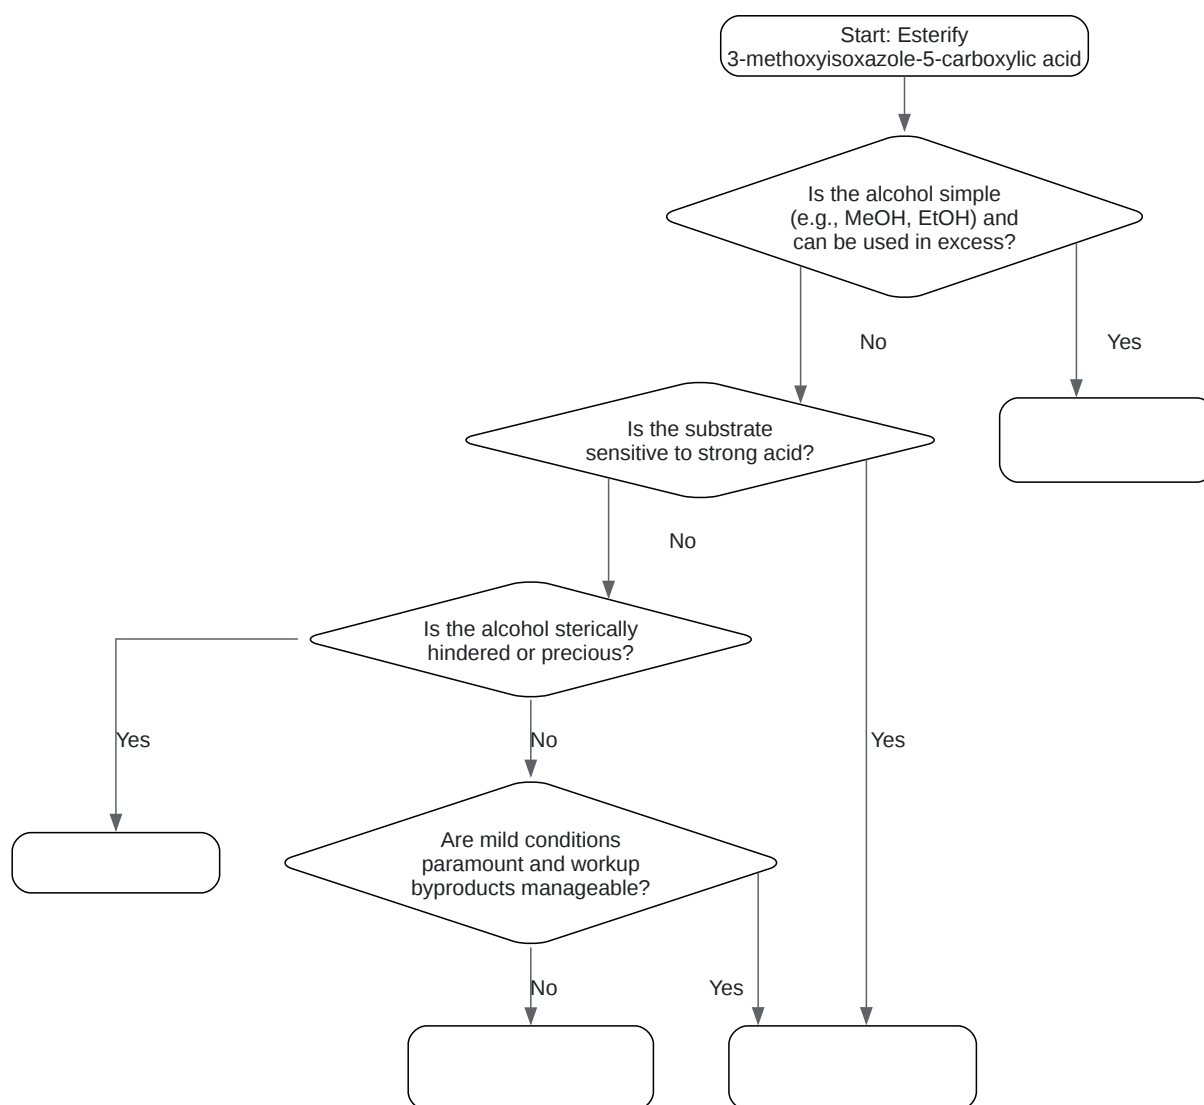 Start: Esterify
3-methoxyisoxazole-5-carboxylic acid
Is the alcohol simple
(e.g., MeOH, EtOH) and
can be used in excess?
No
Yes
Is the substrate
sensitive to strong acid?
No
Is the alcohol sterically
hindered or precious?
Yes
No
Yes
Are mild conditions
paramount and workup
byproducts manageable?
No
Yes